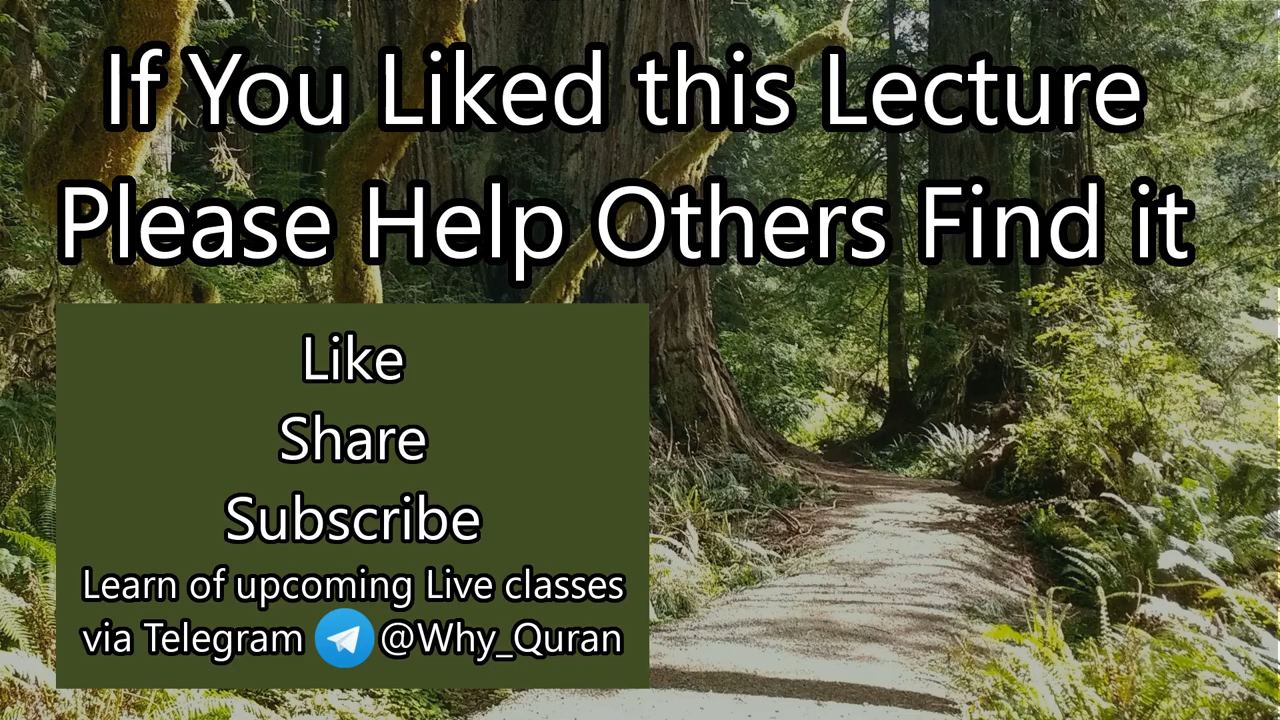 If You Liked this Lecture
Please Help Others Find it
Like
Share
Subscribe
Learn of upcoming Live classes
via Telegram @Why_Quran